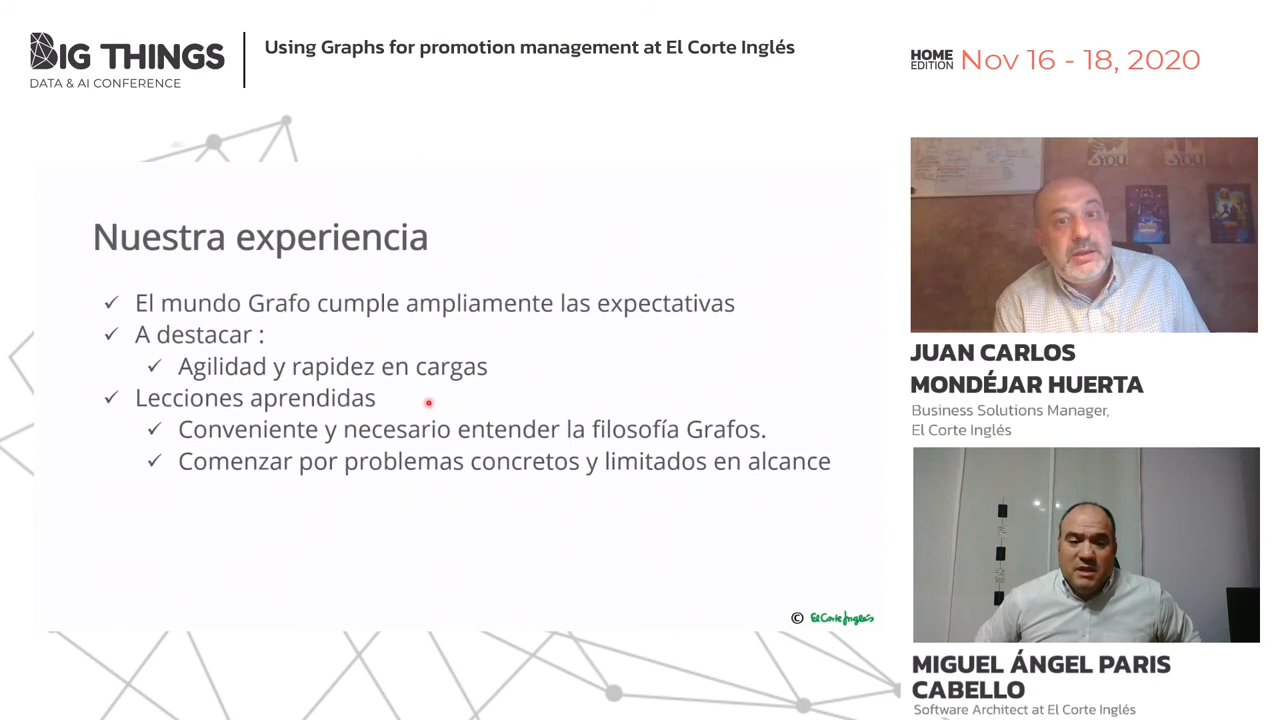 BIG THINGS
DATA & AI CONFERENCE
Using Graphs for promotion management at El Corte Inglés
HOME
EDITION
Nov 16 - 18, 2020
Nuestra experiencia
El mundo Grafo cumple ampliamente las expectativas
A destacar :
Agilidad y rapidez en cargas
Lecciones aprendidas
Conveniente y necesario entender la filosofía Grafos.
Comenzar por problemas concretos y limitados en alcance
© El Corte Inglés
YOU
YOU
JUAN CARLOS
MONDÉJAR HUERTA
Business Solutions Manager,
El Corte Inglés
MIGUEL ÁNGEL PARIS
CABELLO
Software Architect at El Corte Inglés